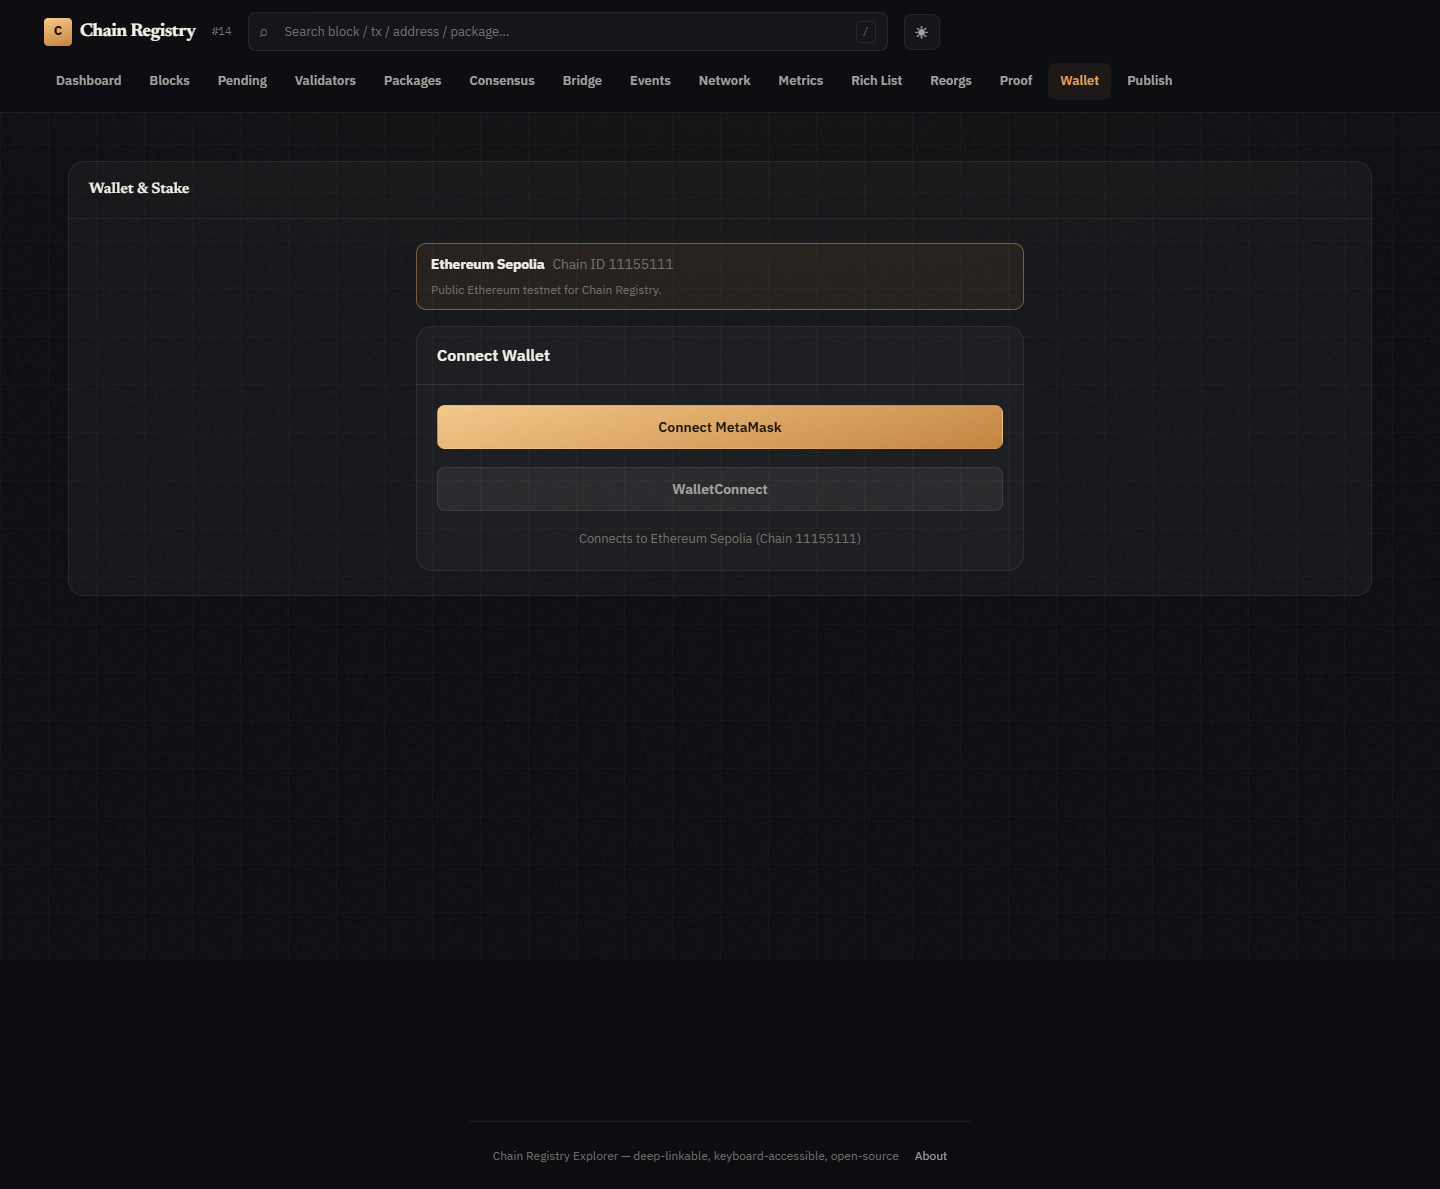 C Chain Registry #14 Search block / tx / address / package... /
Dashboard Blocks Pending Validators Packages Consensus Bridge Events Network Metrics Rich List Reorgs Proof Wallet Publish
Wallet & Stake
Ethereum Sepolia Chain ID 11155111
Public Ethereum testnet for Chain Registry.
Connect Wallet
Connect MetaMask
WalletConnect
Connects to Ethereum Sepolia (Chain 11155111)
Chain Registry Explorer — deep-linkable, keyboard-accessible, open-source About